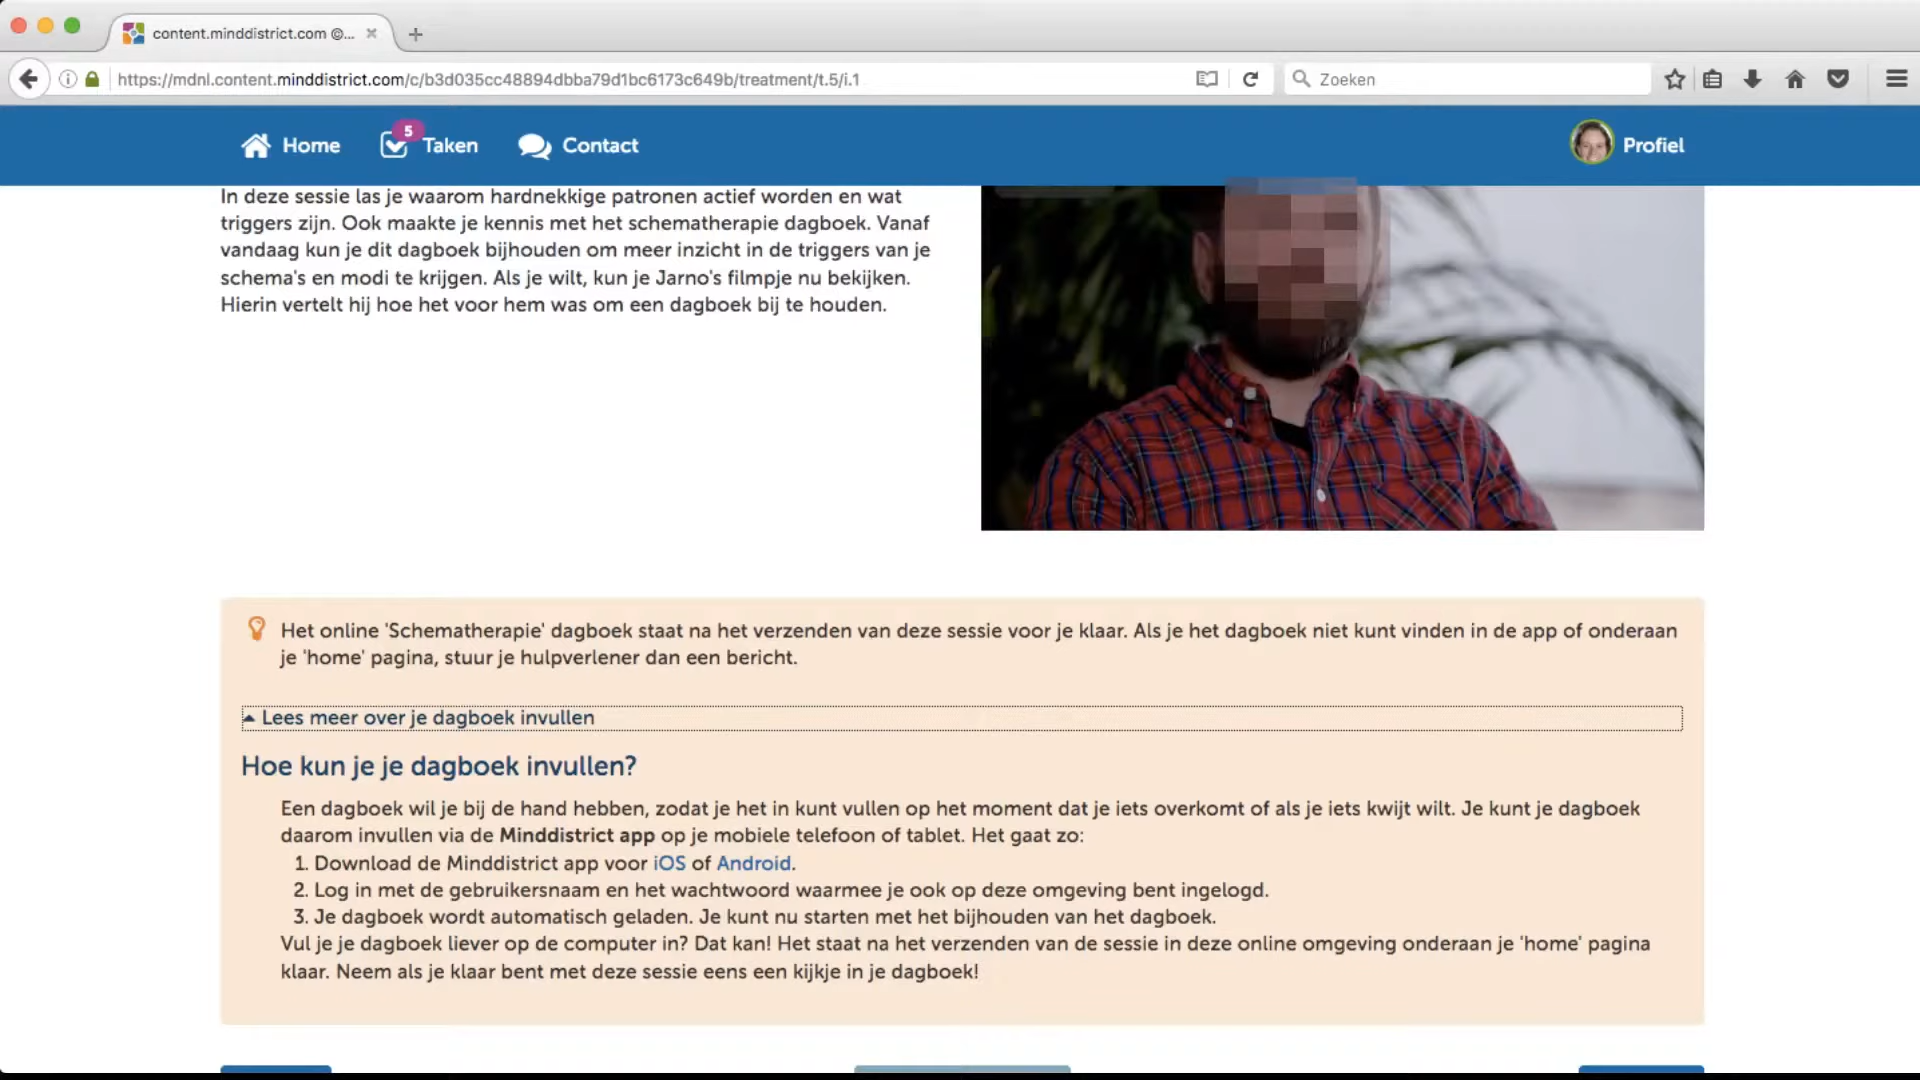 content.minddistrict.com @...
https://mdnl.content.minddistrict.com/c/b3d035cc48894dbba79d1bc6173c649b/treatment/t.5/i.1
Zoeken
Home
5
Taken
Contact
Profiel
In deze sessie las je waarom hardnekkige patronen actief worden en wat
triggers zijn. Ook maakte je kennis met het schematherapie dagboek. Vanaf
vandaag kun je dit dagboek bijhouden om meer inzicht in de triggers van je
schema's en modi te krijgen. Als je wilt, kun je Jarno's filmpje nu bekijken.
Hierin vertelt hij hoe het voor hem was om een dagboek bij te houden.
Het online 'Schematherapie' dagboek staat na het verzenden van deze sessie voor je klaar. Als je het dagboek niet kunt vinden in de app of onderaan
je 'home' pagina, stuur je hulpverlener dan een bericht.
Lees meer over je dagboek invullen
Hoe kun je je dagboek invullen?
Een dagboek wil je bij de hand hebben, zodat je het in kunt vullen op het moment dat je iets overkomt of als je iets kwijt wilt. Je kunt je dagboek
daarom invullen via de Minddistrict app op je mobiele telefoon of tablet. Het gaat zo:
1. Download de Minddistrict app voor iOS of Android.
2. Log in met de gebruikersnaam en het wachtwoord waarmee je ook op deze omgeving bent ingelogd.
3. Je dagboek wordt automatisch geladen. Je kunt nu starten met het bijhouden van het dagboek.
Vul je je dagboek liever op de computer in? Dat kan! Het staat na het verzenden van de sessie in deze online omgeving onderaan je 'home' pagina
klaar. Neem als je klaar bent met deze sessie eens een kijkje in je dagboek!